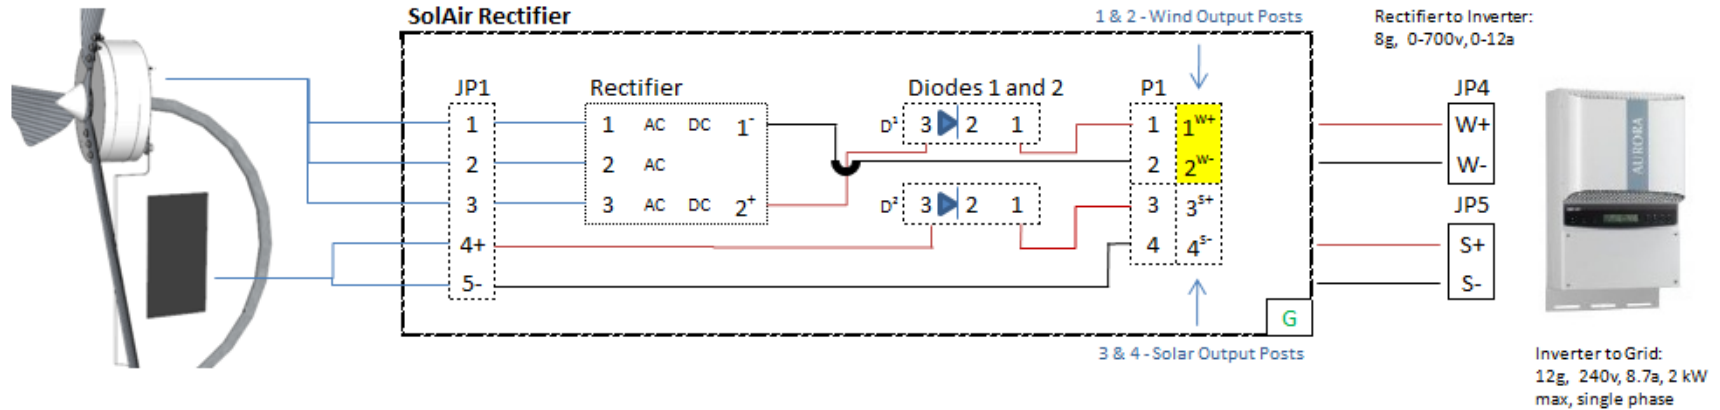 SolAir Rectifier
1 & 2 - Wind Output Posts
Rectifier to Inverter:
8g, 0-700v, 0-12a
JP1
Rectifier
Diodes 1 and 2
P1
JP4
1
1 AC DC 1⁻
D¹ 3 2 1
1 1ᵂ⁺
W+
2
2 AC
2 2ᵂ⁻
W-
3
3 AC DC 2⁺
D² 3 2 1
3 3ˢ⁺
JP5
4+
4 4ˢ⁻
S+
5-
S-
AURORA
G
3 & 4 - Solar Output Posts
Inverter to Grid:
12g, 240v, 8.7a, 2 kW
max, single phase